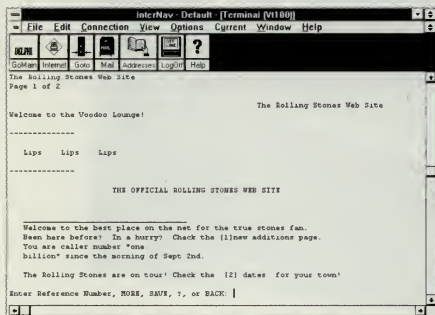 InterNav - Default - [Terminal (Vt100)]
File Edit Connection View Options Current Window Help
DELPHI
GoMain Internet Goto Mail Addresses LogOff Help
The Rolling Stones Web Site
Page 1 of 2
The Rolling Stones Web Site
Welcome to the Voodoo Lounge!
--------------
Lips Lips Lips
--------------
THE OFFICIAL ROLLING STONES WEB SITE
Welcome to the best place on the net for the true stones fan.
Been here before? In a hurry? Check the [1]new additions page.
You are caller number "one
billion" since the morning of Sept 2nd.
The Rolling Stones are on tour! Check the [2] dates for your town!
Enter Reference Number, MORE, SAVE, ?, or BACK: